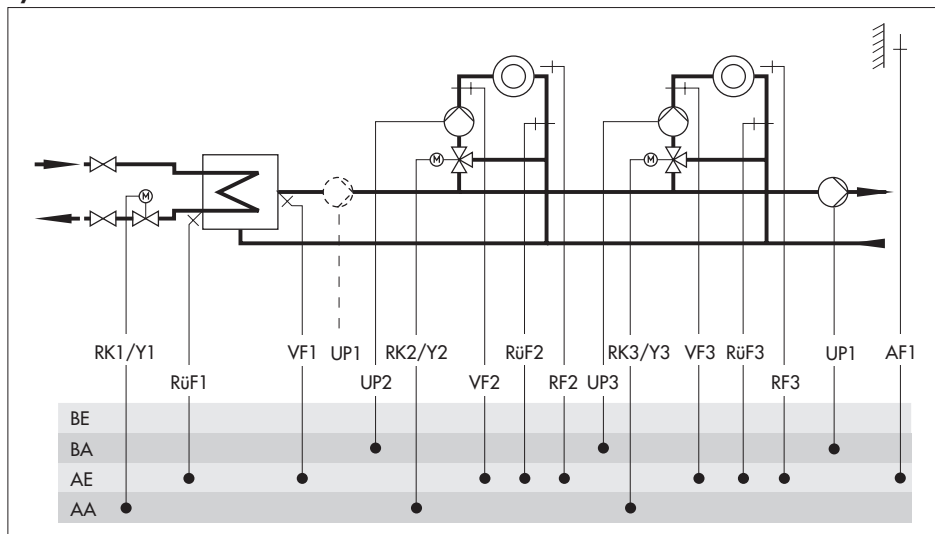 M
M
M
RK1/Y1
VF1
UP1
RK2/Y2
RüF2
RK3/Y3
VF3
RüF3
UP1
AF1
RüF1
UP2
VF2
RF2
UP3
RF3
BE
BA
AE
AA